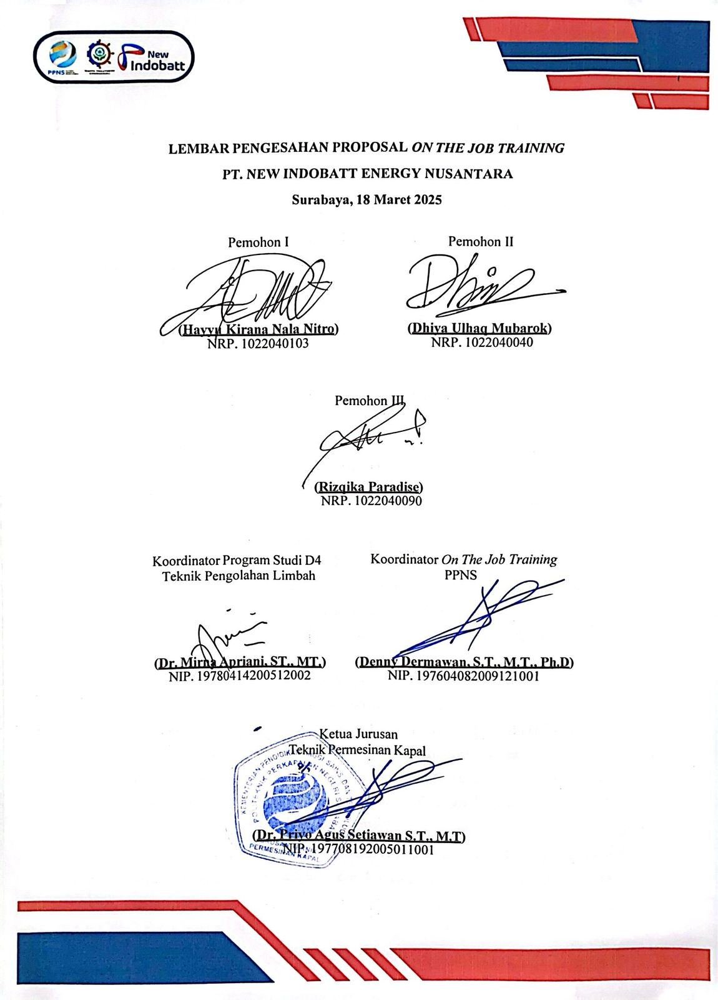 PPNS
New
Indobatt
LEMBAR PENGESAHAN PROPOSAL ON THE JOB TRAINING
PT. NEW INDOBATT ENERGY NUSANTARA
Surabaya, 18 Maret 2025
Pemohon I
Pemohon II
Dhim
(Hayyu Kirana Nala Nitro)
(Dhiya Ulhaq Mubarok)
NRP. 1022040103
NRP. 1022040040
Pemohon III
(Rizqika Paradise)
NRP. 1022040090
Koordinator Program Studi D4
Teknik Pengolahan Limbah
Koordinator On The Job Training
PPNS
(Dr. Mirna Apriani, ST., MT.)
(Denny Dermawan, S.T., M.T., Ph.D)
NIP. 19780414200512002
NIP. 197604082009121001
Ketua Jurusan
Teknik Permesinan Kapal
KEMENTERIAN PENDIDIKAN TINGGI SAINS DAN
POLITEKNIK PERKAPALAN NEGERI
(Dr. Priyo Agus Setiawan S.T., M.T)
NIP. 197708192005011001
PERMESINAN KAPAL